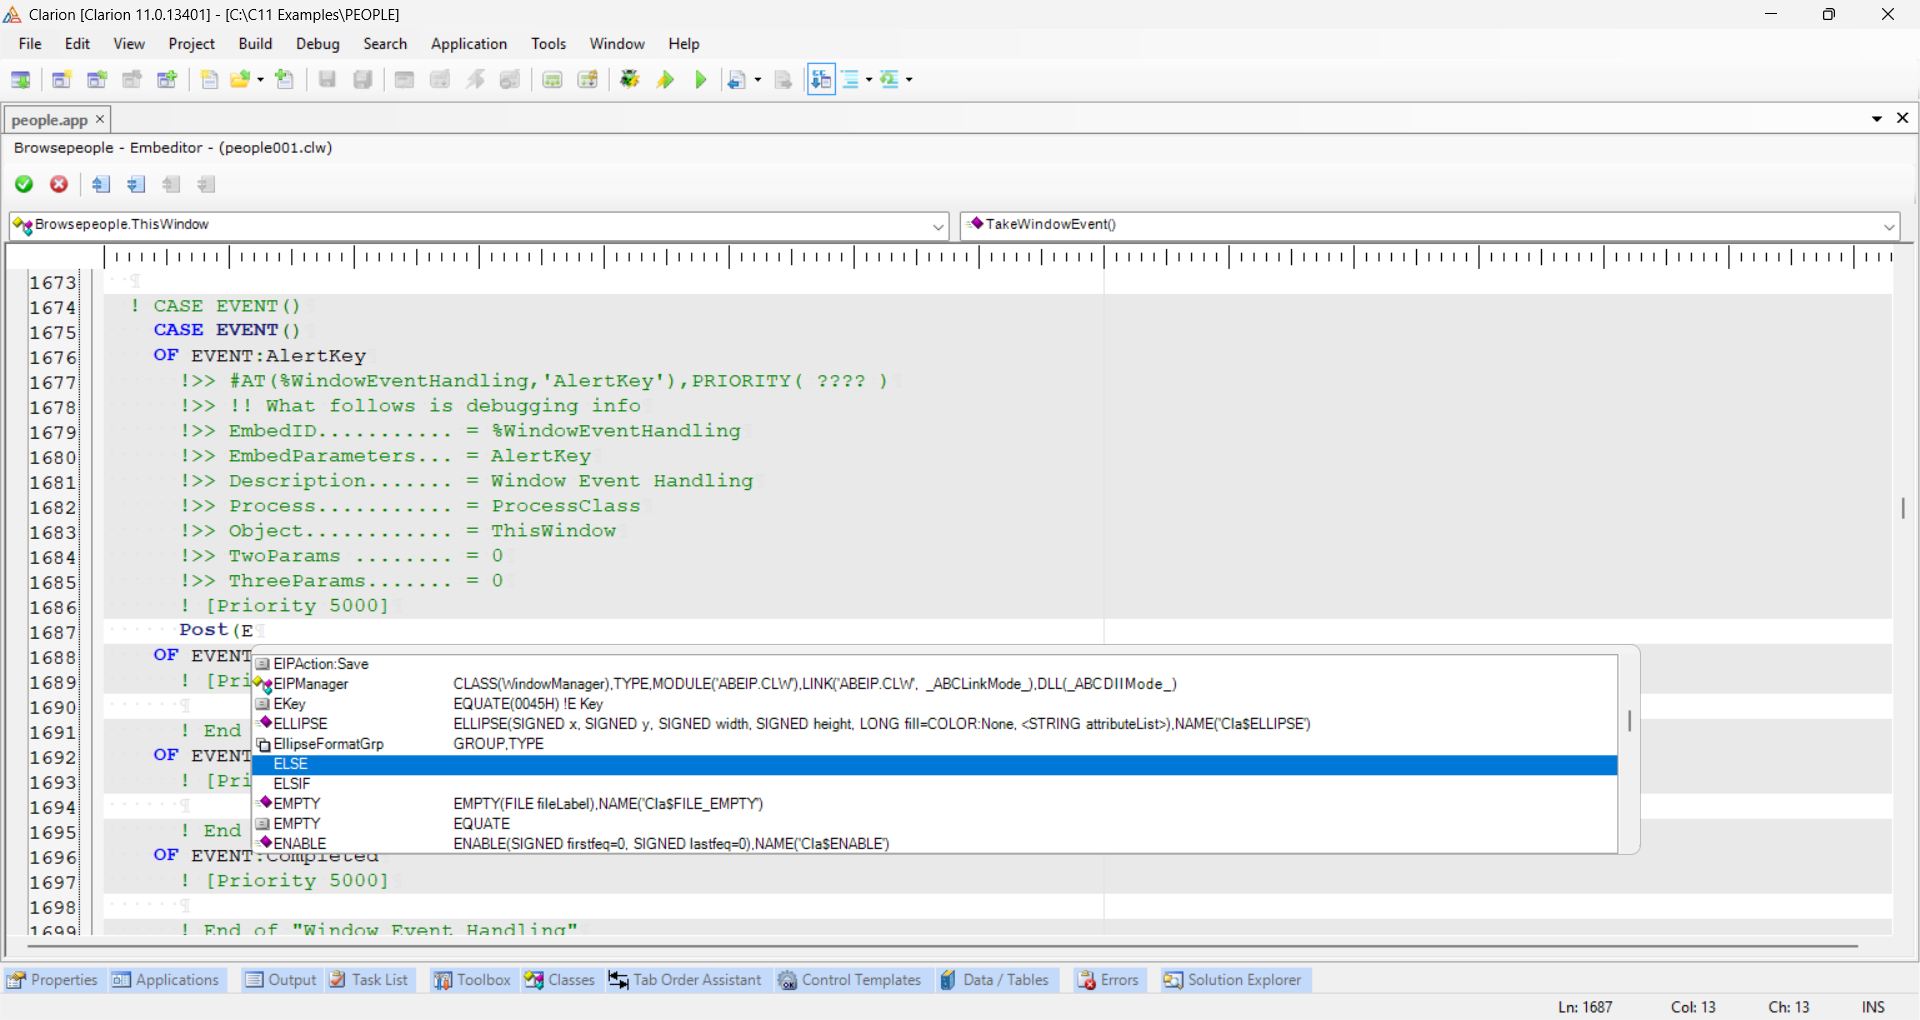 Clarion [Clarion 11.0.13401] - [C:\C11 Examples\PEOPLE]
File Edit View Project Build Debug Search Application Tools Window Help
people.app
Browsepeople - Embeditor - (people001.clw)
Browsepeople.ThisWindow TakeWindowEvent()
1673
1674 ! CASE EVENT()
1675 CASE EVENT()
1676 OF EVENT:AlertKey
1677 !>> #AT(%WindowEventHandling,'AlertKey'),PRIORITY( ???? )
1678 !>> !! What follows is debugging info
1679 !>> EmbedID........... = %WindowEventHandling
1680 !>> EmbedParameters... = AlertKey
1681 !>> Description....... = Window Event Handling
1682 !>> Process........... = ProcessClass
1683 !>> Object............ = ThisWindow
1684 !>> TwoParams ........ = 0
1685 !>> ThreeParams....... = 0
1686 ! [Priority 5000]
1687 Post(E
1688 OF EVENT
1689 ! [Pri
1690
1691 ! End
1692 OF EVENT
1693 ! [Pri
1694
1695 ! End
1696 OF EVENT:Completed
1697 ! [Priority 5000]
1698
1699 ! End of "Window Event Handling"
EIPAction:Save
EIPManager CLASS(WindowManager),TYPE,MODULE('ABEIP.CLW'),LINK('ABEIP.CLW', _ABCLinkMode_),DLL(_ABCDllMode_)
EKey EQUATE(0045H) !E Key
ELLIPSE ELLIPSE(SIGNED x, SIGNED y, SIGNED width, SIGNED height, LONG fill=COLOR:None, <STRING attributeList>),NAME('Cla$ELLIPSE')
EllipseFormatGrp GROUP,TYPE
ELSE
ELSIF
EMPTY EMPTY(FILE fileLabel),NAME('Cla$FILE_EMPTY')
EMPTY EQUATE
ENABLE ENABLE(SIGNED firstfeq=0, SIGNED lastfeq=0),NAME('Cla$ENABLE')
Properties Applications Output Task List Toolbox Classes Tab Order Assistant Control Templates Data / Tables Errors Solution Explorer
Ln: 1687 Col: 13 Ch: 13 INS